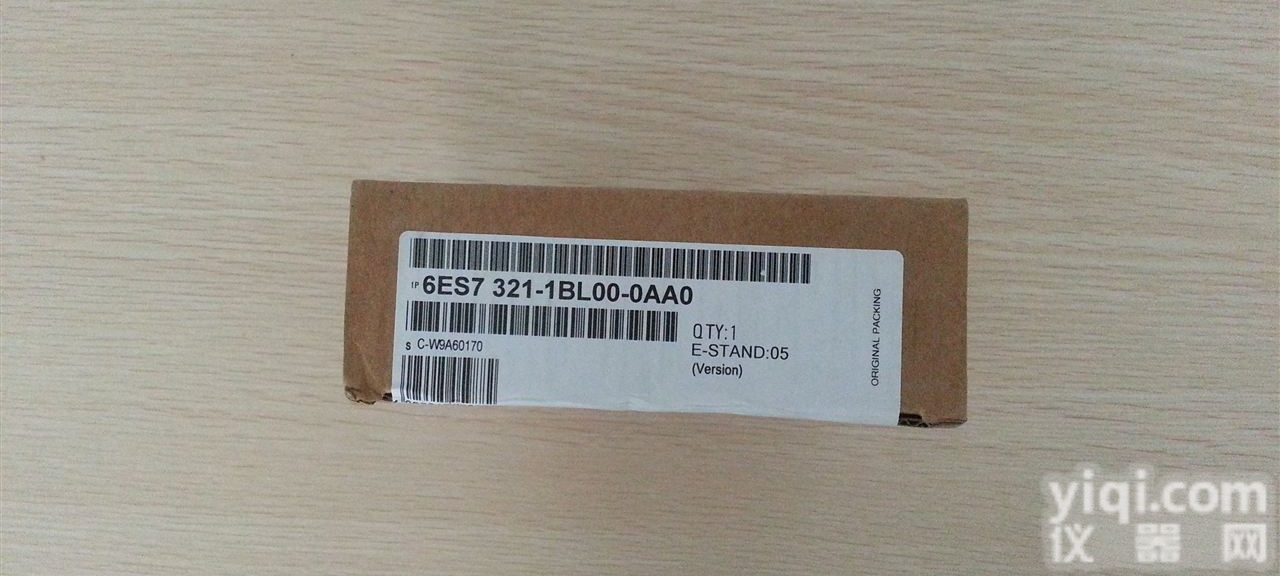 1P 6ES7 321-1BL00-0AA0
S C-W9A60170
QTY:1
E-STAND:05
(Version)
ORIGINAL PACKING
yiqi.com
仪器网